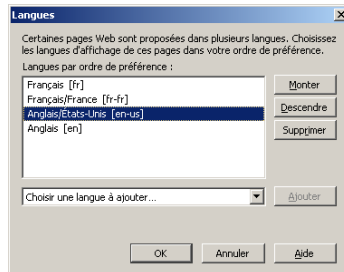 Langues
Certaines pages Web sont proposées dans plusieurs langues. Choisissez
les langues d'affichage de ces pages dans votre ordre de préférence.
Langues par ordre de préférence :
Français [fr]
Français/France [fr-fr]
Anglais/États-Unis [en-us]
Anglais [en]
Monter
Descendre
Supprimer
Choisir une langue à ajouter...
Ajouter
OK
Annuler
Aide